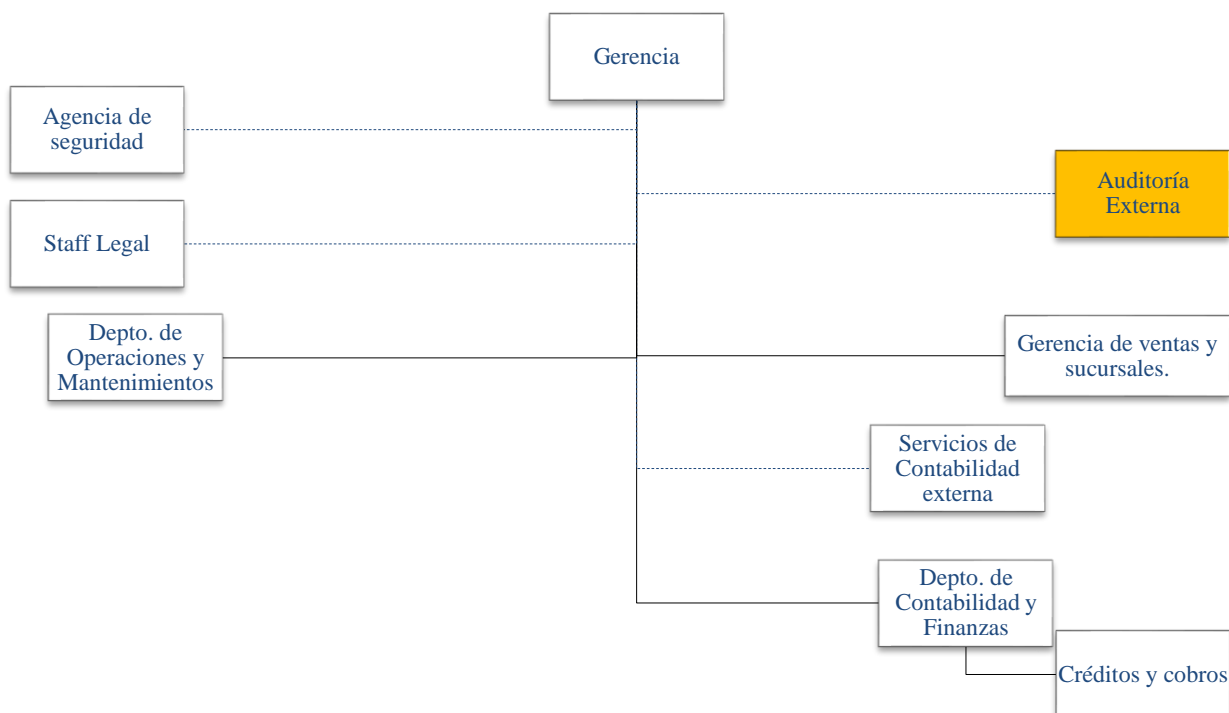 Gerencia
Agencia de
seguridad
Auditoría
Externa
Staff Legal
Depto. de
Operaciones y
Mantenimientos
Gerencia de ventas y
sucursales.
Servicios de
Contabilidad
externa
Depto. de
Contabilidad y
Finanzas
Créditos y cobros